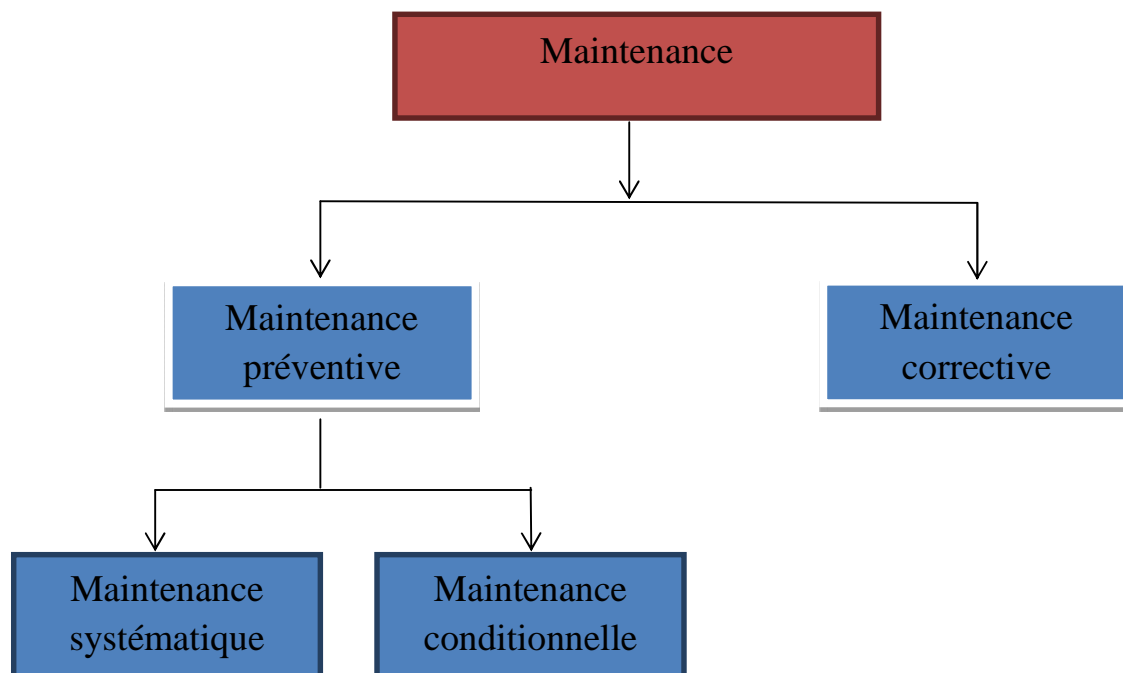 Maintenance
Maintenance
préventive
Maintenance
corrective
Maintenance
systématique
Maintenance
conditionnelle